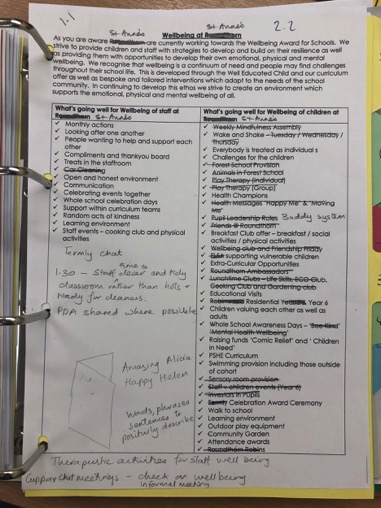 1.1
St. Anne's
St Anne's
2.2
Wellbeing at Roundthorn
As you are aware Roundthorn are currently working towards the Wellbeing Award for Schools. We
strive to provide children and staff with strategies to develop and build on their resilience as well
as providing them with opportunities to develop their own emotional, physical and mental
wellbeing. We recognise that wellbeing is a continuum of need and people may find challenges
throughout their school life. This is developed through the Well Educated Child and our curriculum
offer as well as bespoke and tailored interventions which adapt to the needs of the school
community. In continuing to develop this ethos we strive to create an environment which
supports the emotional, physical and mental wellbeing of all.
What's going well for Wellbeing of staff at
Roundthorn St-Anne's
✓ Monthly actions
✓ Looking after one another
✓ People wanting to help and support each
other
✓ Compliments and thankyou board
✓ Treats in the staffroom
✓ Car Cleaning
✓ Open and honest environment
✓ Communication
✓ Celebrating events together
✓ Whole school celebration days
✓ Support within curriculum teams
✓ Random acts of kindness
✓ Learning environment
✓ Staff events – cooking club and physical
activities
Termly chat
1:30 - Staff time to clear and tidy
classroom rather than hols -
Ready for cleaners.
PPA shared where possible
Amazing Alicia
Happy Helen
Words, phrases
sentences to
positively describe
What's going well for Wellbeing of children at
Roundthorn St-Anne's
✓ Weekly Mindfulness Assembly
✓ Wake and Shake – Tuesday / Wednesday /
Thursday
✓ Everybody is treated as individual s
✓ Challenges for the children
✓ Forest School Provision
✓ Animals in Forest School
✓ Play Therapy (individual)
✓ Play Therapy (Group)
✓ Health Champions
✓ Health Messages 'Happy Me' & 'Moving
Me'
✓ Pupil Leadership Roles Buddy system
✓ Friends @ Roundthorn
✓ Breakfast Club offer – breakfast / social
activities / physical activities
✓ Wellbeing club and Friendship Friday
✓ supporting vulnerable children
✓ Extra-Curricular Opportunities
✓ Roundthorn Ambassadors
✓ Lunchtime Clubs – Life Skills, ECO Club,
Cooking Club and Gardening club
✓ Educational Visits
✓ Residential Year 6
✓ Children valuing each other as well as
adults
✓ Whole School Awareness Days – 'Bee Kind'
'Mental Health Wellbeing'
✓ Raising funds 'Comic Relief' and 'Children
in Need'
✓ PSHE Curriculum
✓ Swimming provision including those outside
of cohort
✓ Sensory room provision
✓ Staff v children events (Year 6)
✓ Investors in Pupils
✓ Termly Celebration Award Ceremony
✓ Walk to school
✓ Learning environment
✓ Outdoor play equipment
✓ Community Garden
✓ Attendance awards
✓ Roundthorn Robins
Therapeutic activities for staff well being
Cuppa chat meetings - check on wellbeing
informal meeting